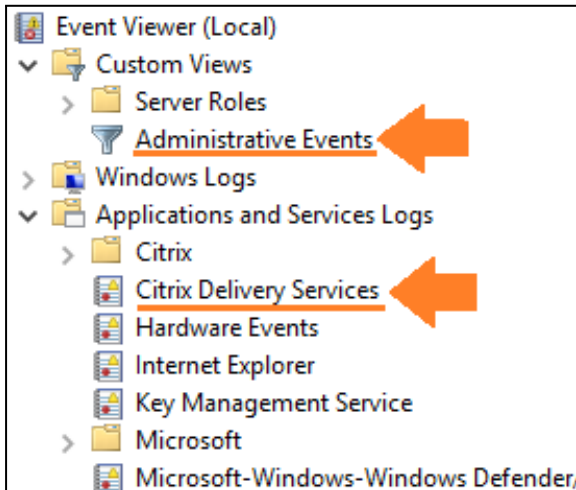 Event Viewer (Local)
Custom Views
Server Roles
Administrative Events
Windows Logs
Applications and Services Logs
Citrix
Citrix Delivery Services
Hardware Events
Internet Explorer
Key Management Service
Microsoft
Microsoft-Windows-Windows Defender/